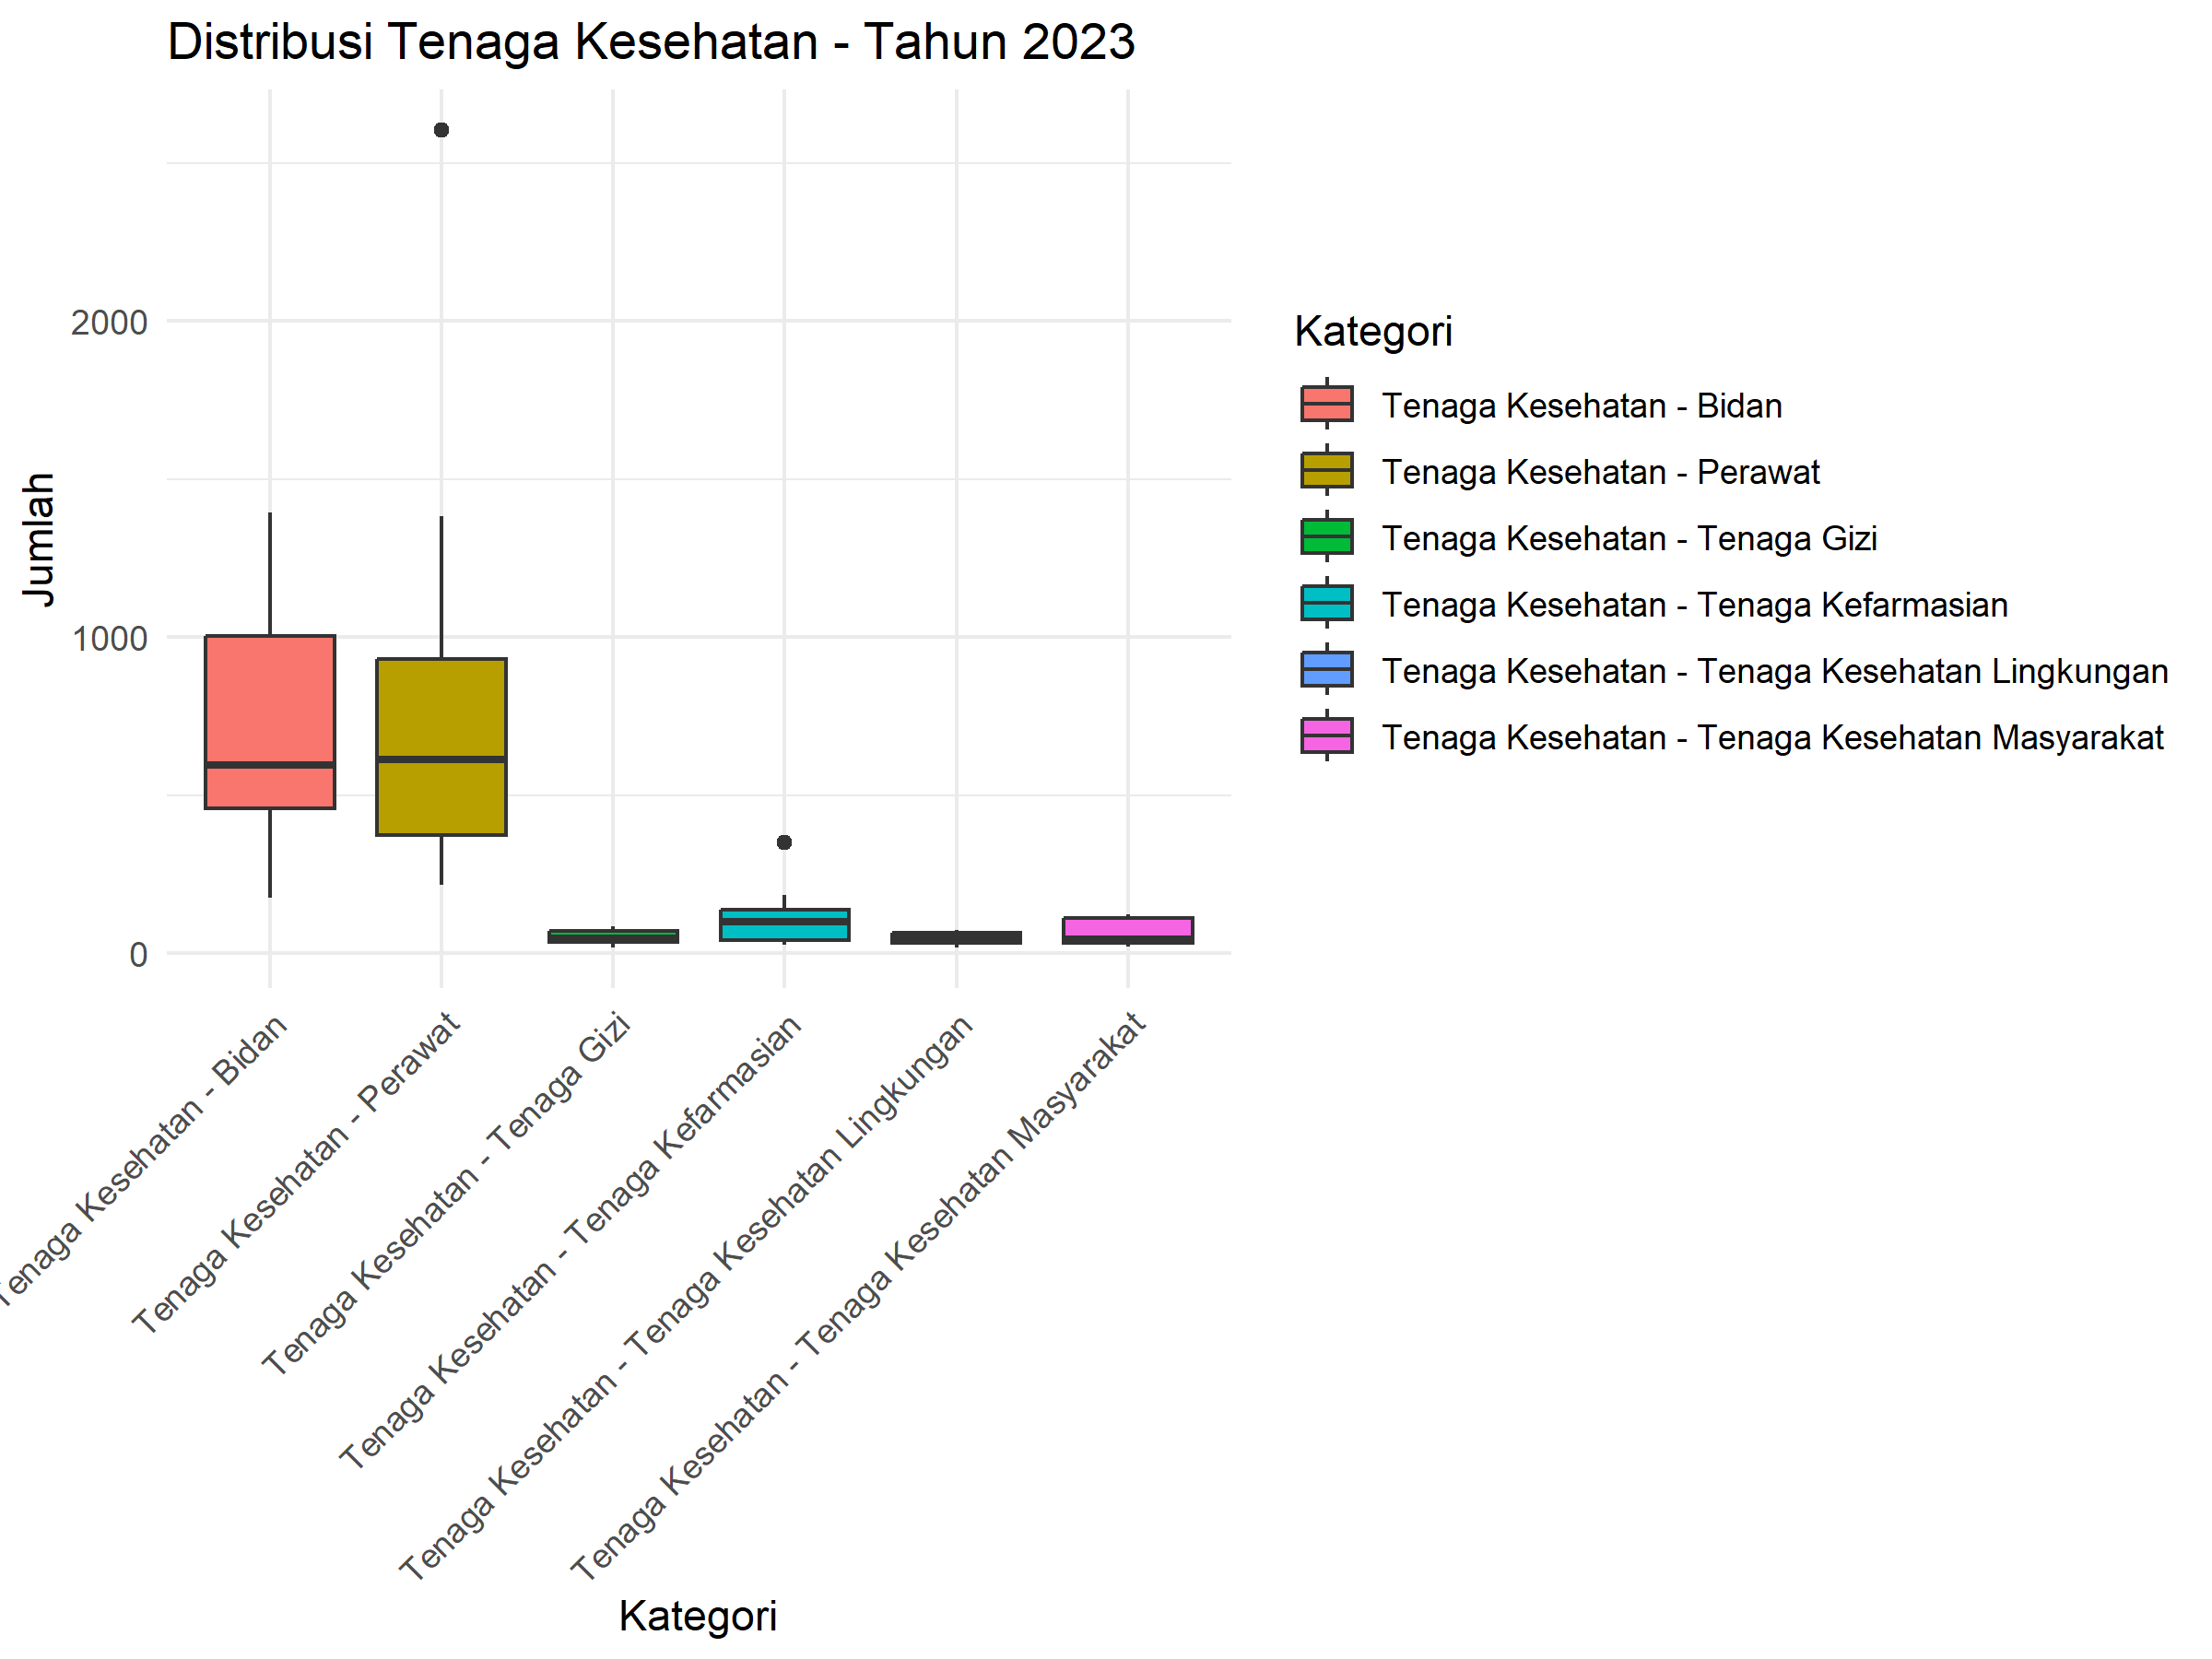 Distribusi Tenaga Kesehatan - Tahun 2023
Jumlah
2000
1000
0
Tenaga Kesehatan - Bidan
Tenaga Kesehatan - Perawat
Tenaga Kesehatan - Tenaga Gizi
Tenaga Kesehatan - Tenaga Kefarmasian
Tenaga Kesehatan - Tenaga Kesehatan Lingkungan
Tenaga Kesehatan - Tenaga Kesehatan Masyarakat
Kategori
Kategori
Tenaga Kesehatan - Bidan
Tenaga Kesehatan - Perawat
Tenaga Kesehatan - Tenaga Gizi
Tenaga Kesehatan - Tenaga Kefarmasian
Tenaga Kesehatan - Tenaga Kesehatan Lingkungan
Tenaga Kesehatan - Tenaga Kesehatan Masyarakat